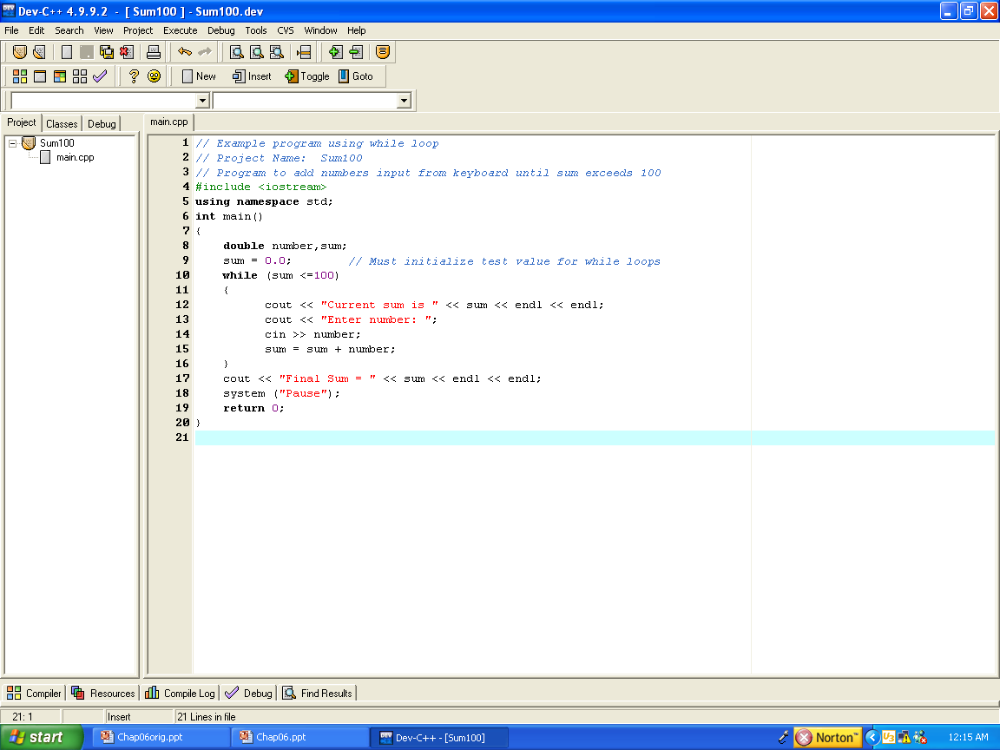 Dev-C++ 4.9.9.2 - [ Sum100 ] - Sum100.dev
File Edit Search View Project Execute Debug Tools CVS Window Help
New Insert Toggle Goto
Project Classes Debug
main.cpp
Sum100
main.cpp
1 // Example program using while loop
2 // Project Name:  Sum100
3 // Program to add numbers input from keyboard until sum exceeds 100
4 #include <iostream>
5 using namespace std;
6 int main()
7 {
8     double number,sum;
9     sum = 0.0;        // Must initialize test value for while loops
10     while (sum <=100)
11     {
12           cout << "Current sum is " << sum << endl << endl;
13           cout << "Enter number: ";
14           cin >> number;
15           sum = sum + number;
16     }
17     cout << "Final Sum = " << sum << endl << endl;
18     system ("Pause");
19     return 0;
20 }
21
Compiler Resources Compile Log Debug Find Results
21: 1 Insert 21 Lines in file
start Chap06orig.ppt Chap06.ppt Dev-C++ - [Sum100] Norton™ U3 12:15 AM